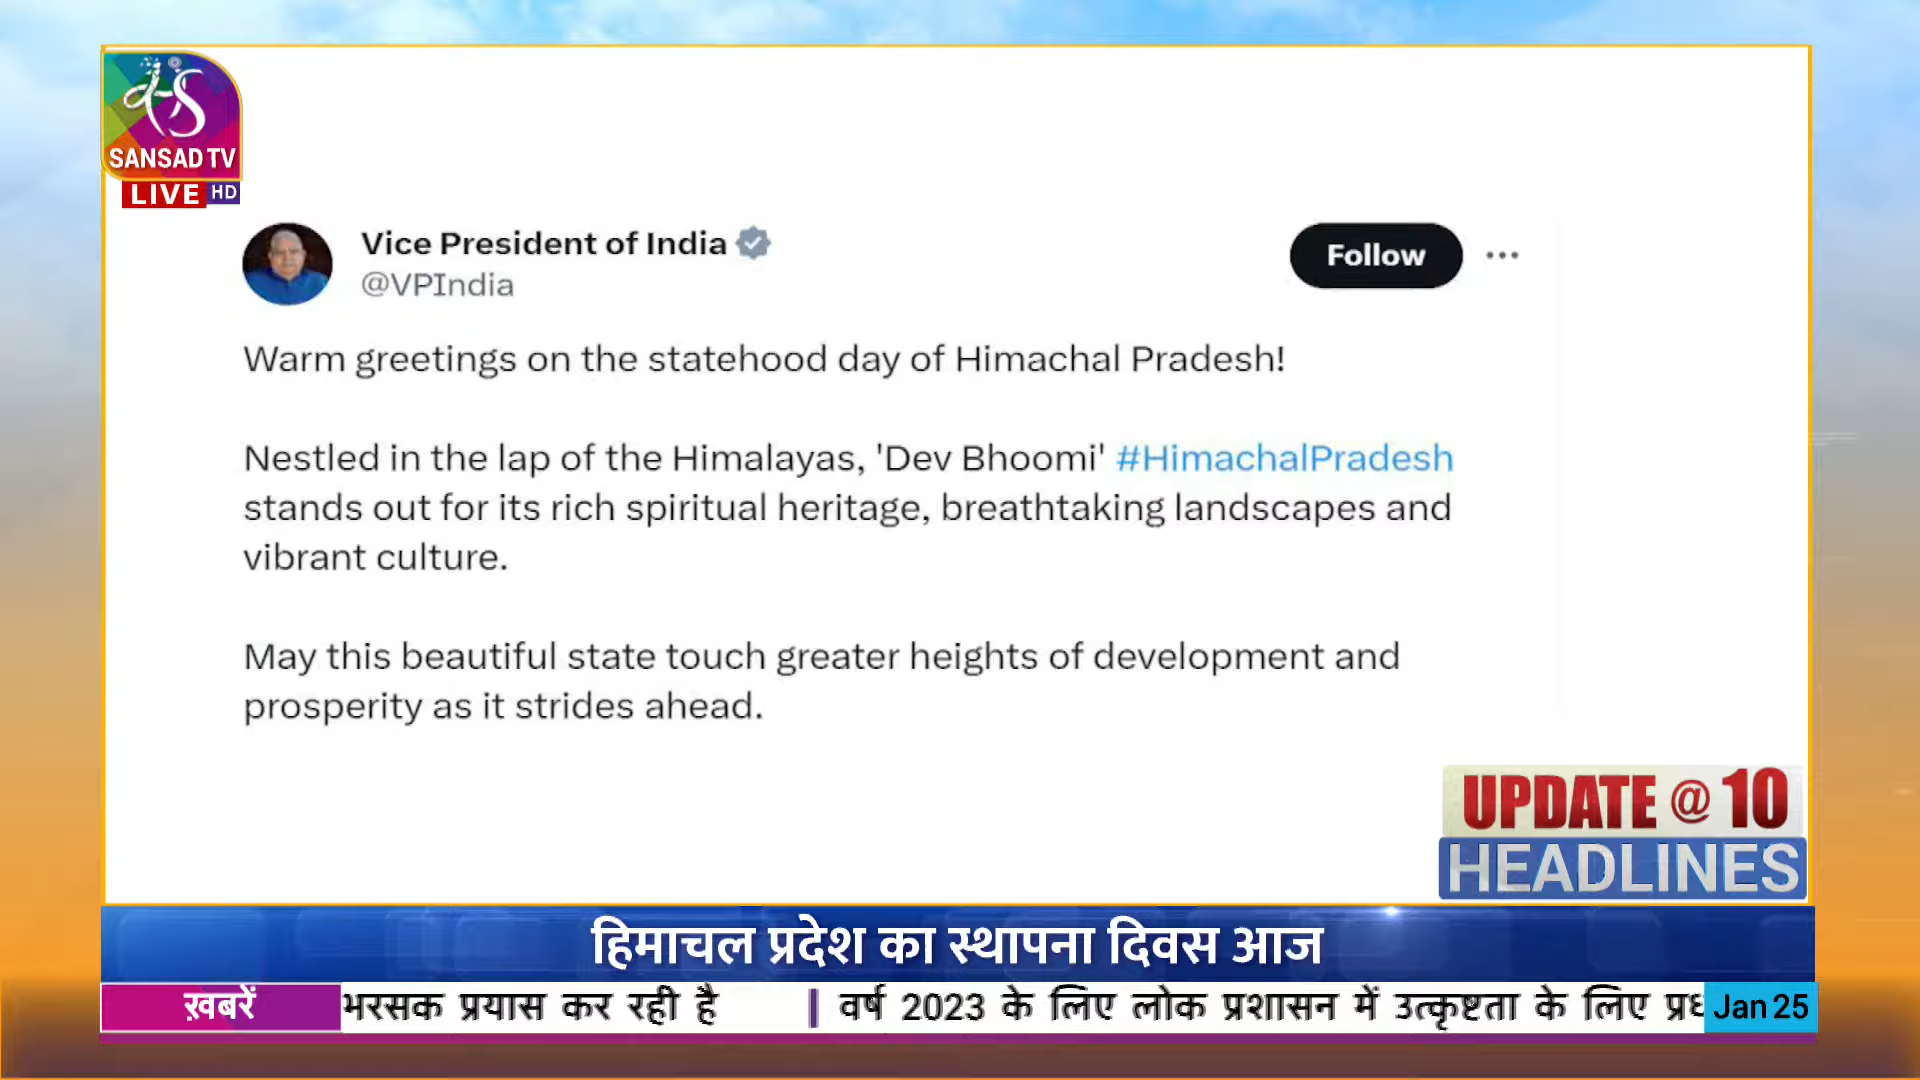 SANSAD TV
LIVE HD
Vice President of India
@VPIndia
Follow
Warm greetings on the statehood day of Himachal Pradesh!
Nestled in the lap of the Himalayas, 'Dev Bhoomi' #HimachalPradesh
stands out for its rich spiritual heritage, breathtaking landscapes and
vibrant culture.
May this beautiful state touch greater heights of development and
prosperity as it strides ahead.
UPDATE @ 10
HEADLINES
हिमाचल प्रदेश का स्थापना दिवस आज
ख़बरें भरसक प्रयास कर रही है | वर्ष 2023 के लिए लोक प्रशासन में उत्कृष्टता के लिए Jan 25